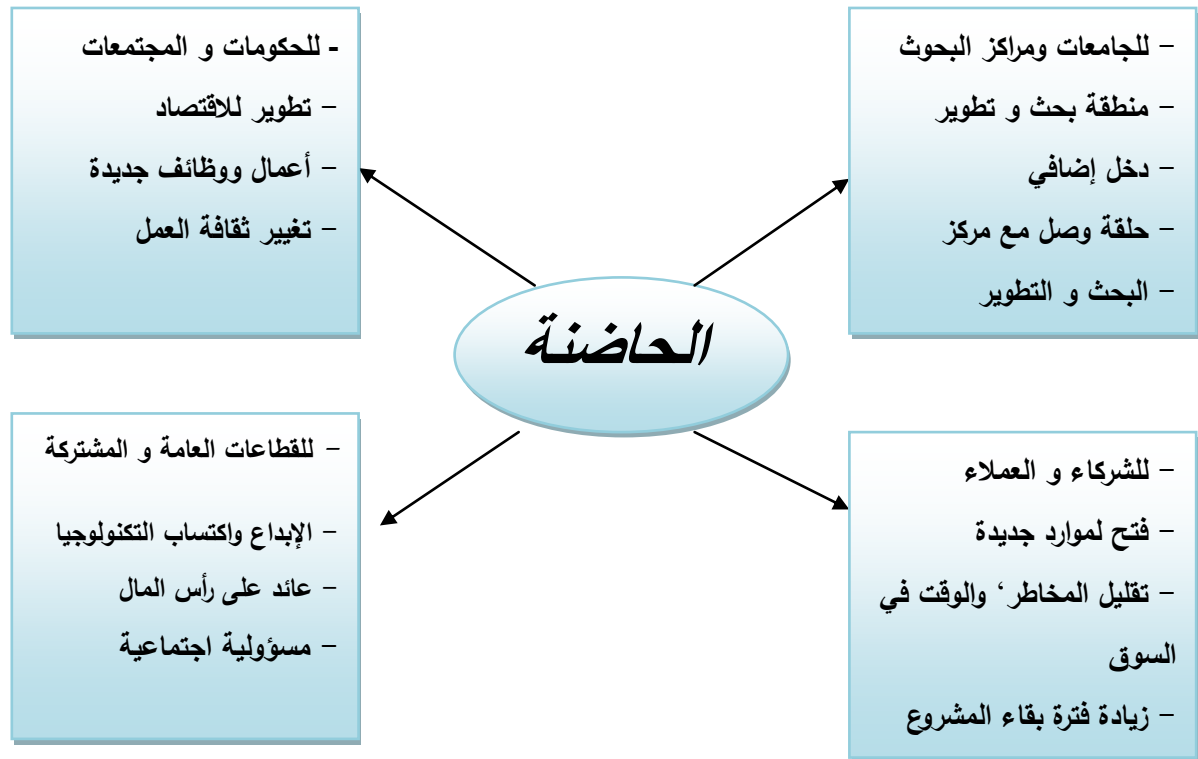 – للجامعات ومراكز البحوث
– منطقة بحث و تطوير
– دخل إضافي
– حلقة وصل مع مركز
– البحث و التطوير
- للحكومات و المجتمعات
– تطوير للاقتصاد
– أعمال ووظائف جديدة
– تغيير ثقافة العمل
الحاضنة
– للشركاء و العملاء
– فتح لموارد جديدة
– تقليل المخاطر‘ والوقت في
السوق
– زيادة فترة بقاء المشروع
– للقطاعات العامة و المشتركة
– الإبداع واكتساب التكنولوجيا
– عائد على رأس المال
– مسؤولية اجتماعية